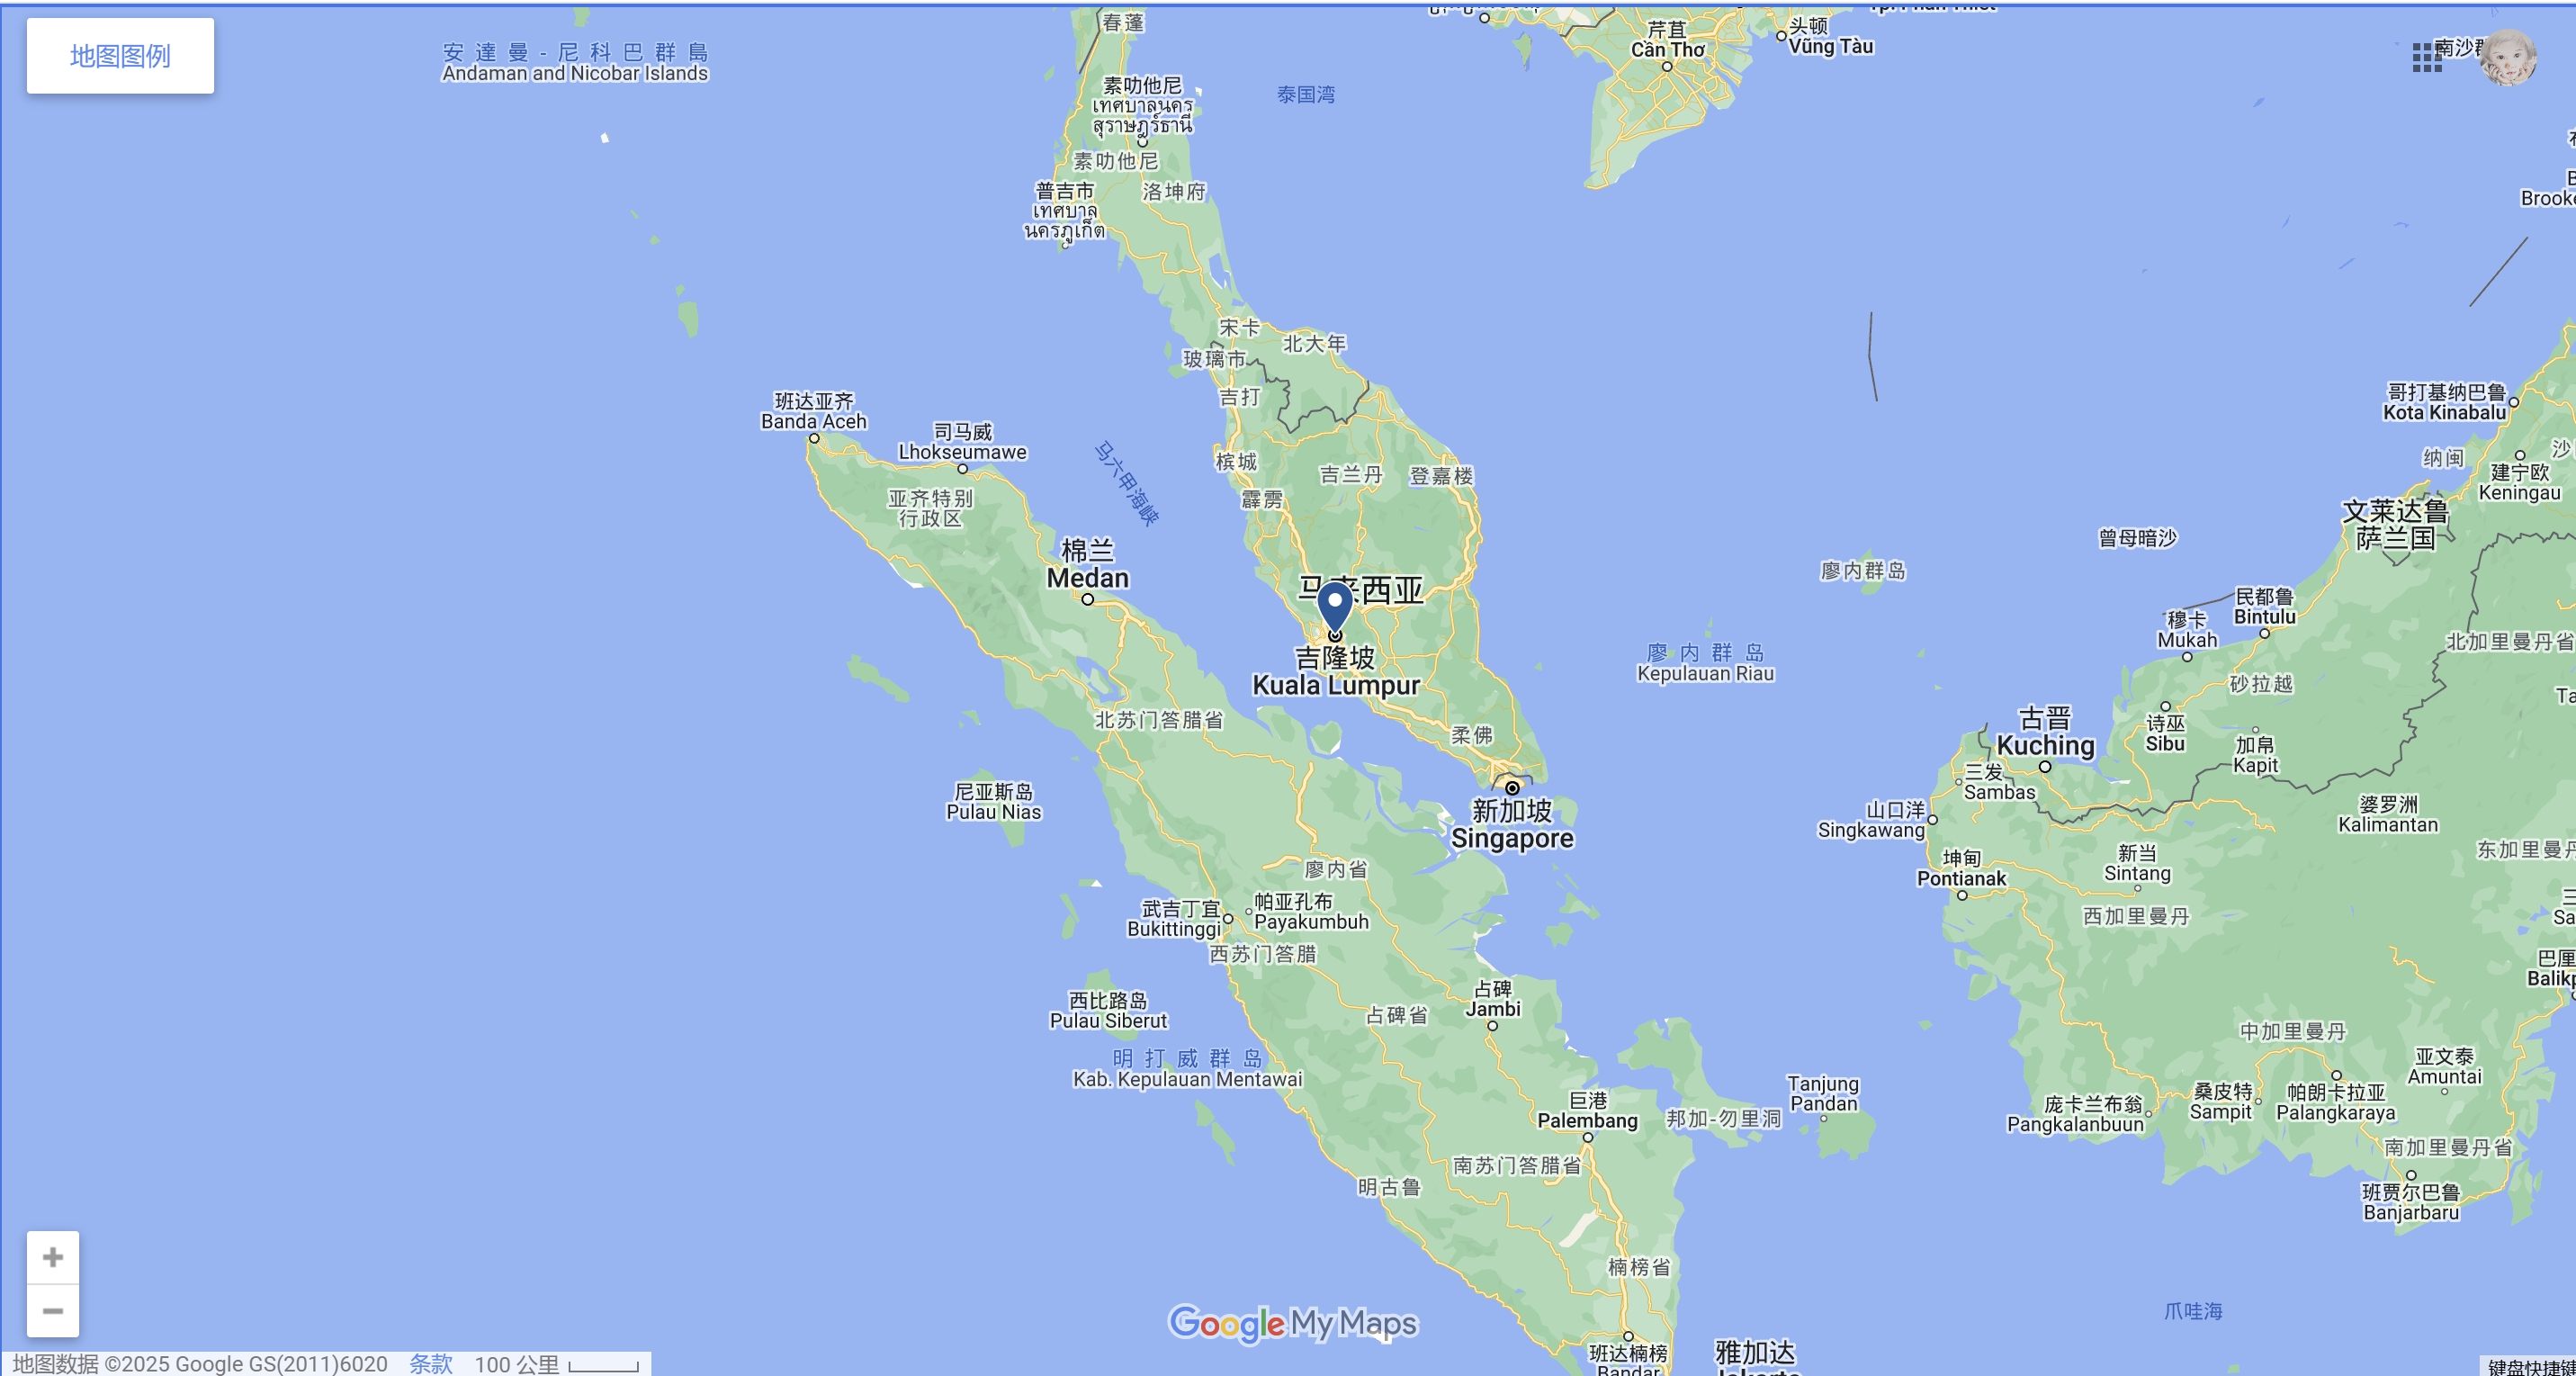 地图图例
安達曼-尼科巴群島
Andaman and Nicobar Islands
春蓬
素叻他尼
เทศบาลนคร
สุราษฎร์ธานี
素叻他尼
普吉市
เทศบาล
นครภูเก็ต
洛坤府
泰国湾
芹苴
Cần Thơ
头顿
Vũng Tàu
南沙群
Brooke
宋卡
北大年
玻璃市
吉打
班达亚齐
Banda Aceh
司马威
Lhokseumawe
亚齐特别
行政区
马六甲海峡
槟城
霹雳
吉兰丹
登嘉楼
哥打基纳巴鲁
Kota Kinabalu
纳闽
沙
建宁欧
Keningau
文莱达鲁
萨兰国
曾母暗沙
廖内群岛
棉兰
Medan
马来西亚
吉隆坡
Kuala Lumpur
廖内群岛
Kepulauan Riau
民都鲁
Bintulu
穆卡
Mukah
北加里曼丹省
砂拉越
Ta
北苏门答腊省
柔佛
古晋
Kuching
诗巫
Sibu
加帛
Kapit
三发
Sambas
尼亚斯岛
Pulau Nias
新加坡
Singapore
山口洋
Singkawang
婆罗洲
Kalimantan
坤甸
Pontianak
新当
Sintang
东加里曼丹
廖内省
武吉丁宜
Bukittinggi
帕亚孔布
Payakumbuh
西加里曼丹
三
Sa
西苏门答腊
巴厘
Balikp
西比路岛
Pulau Siberut
占碑
Jambi
占碑省
中加里曼丹
明打威群岛
Kab. Kepulauan Mentawai
亚文泰
Amuntai
巨港
Palembang
邦加-勿里洞
Tanjung
Pandan
庞卡兰布翁
Pangkalanbuun
桑皮特
Sampit
帕朗卡拉亚
Palangkaraya
南加里曼丹省
南苏门答腊省
明古鲁
班贾尔巴鲁
Banjarbaru
楠榜省
爪哇海
Google My Maps
班达楠榜
Bandar
雅加达
Jakarta
地图数据 ©2025 Google GS(2011)6020 条款 100 公里
键盘快捷键